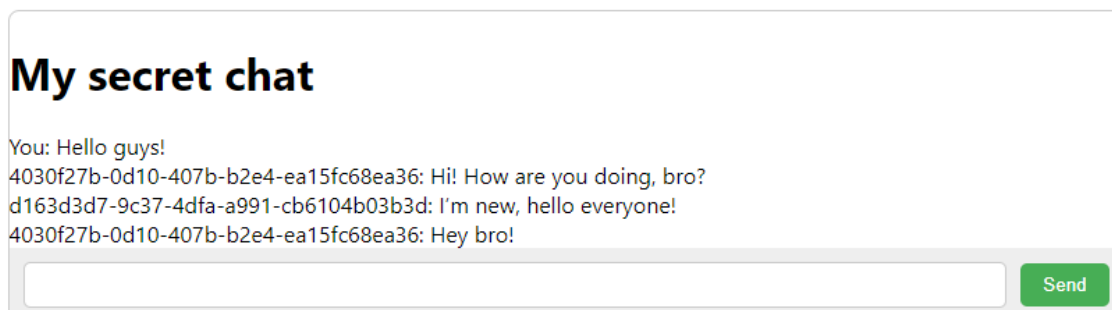 My secret chat
You: Hello guys!
4030f27b-0d10-407b-b2e4-ea15fc68ea36: Hi! How are you doing, bro?
d163d3d7-9c37-4dfa-a991-cb6104b03b3d: I'm new, hello everyone!
4030f27b-0d10-407b-b2e4-ea15fc68ea36: Hey bro!
Send